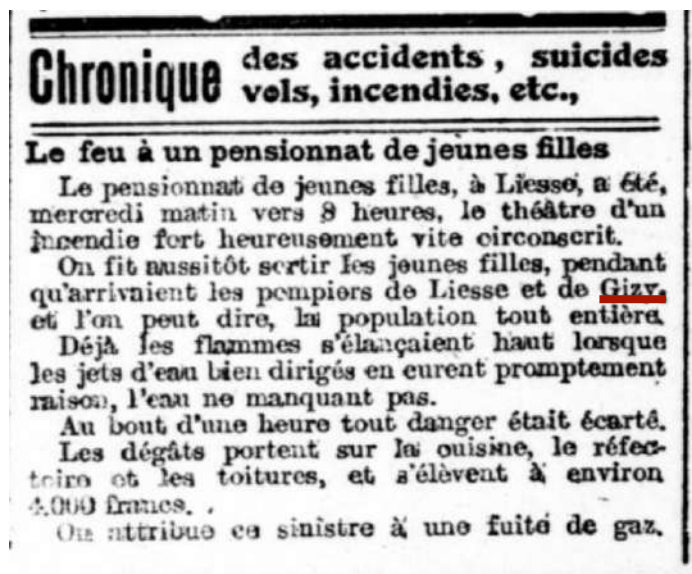 Chronique des accidents, suicides
vols, incendies, etc.,
Le feu à un pensionnat de jeunes filles
Le pensionnat de jeunes filles, à Liesse, a été,
mercredi matin vers 8 heures, le théâtre d'un
incendie fort heureusement vite circonscrit.
On fit aussitôt sortir les jeunes filles, pendant
qu'arrivaient les pompiers de Liesse et de Gizy.
et l'on peut dire, la population tout entière.
Déjà les flammes s'élançaient haut lorsque
les jets d'eau bien dirigés en eurent promptement
raison, l'eau ne manquant pas.
Au bout d'une heure tout danger était écarté.
Les dégâts portent sur la cuisine, le réfec-
toire et les toitures, et s'élèvent à environ
4.000 francs.
On attribue ce sinistre à une fuite de gaz.